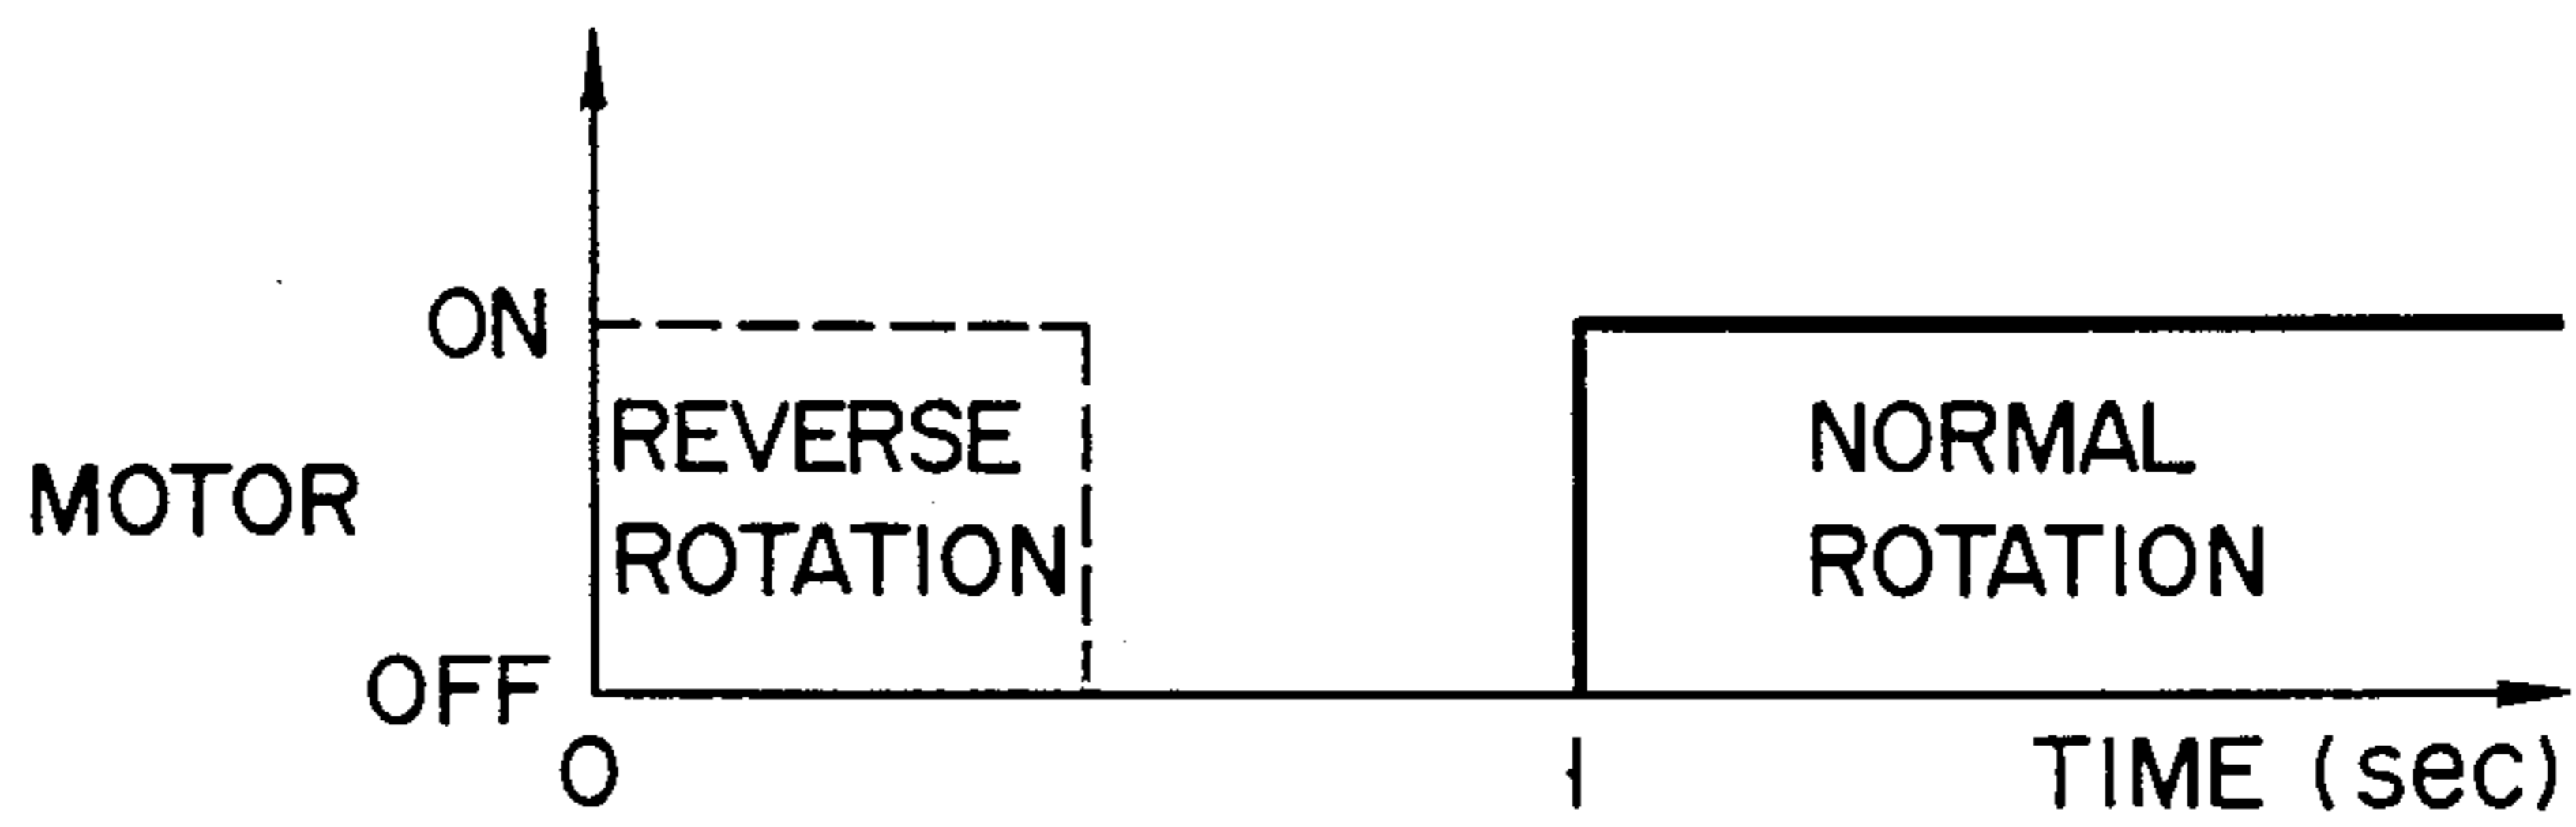 ON
REVERSE
ROTATION
NORMAL
ROTATION
MOTOR
OFF
0
1
TIME (sec)